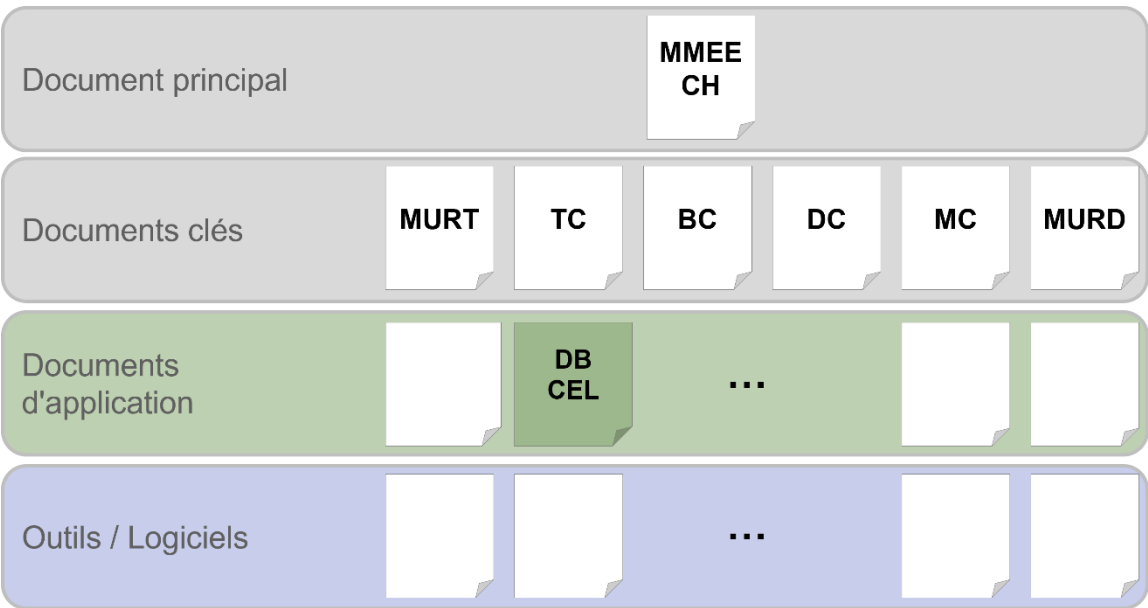 Document principal
MMEE
CH
Documents clés
MURT
TC
BC
DC
MC
MURD
Documents
d'application
DB
CEL
...
Outils / Logiciels
...